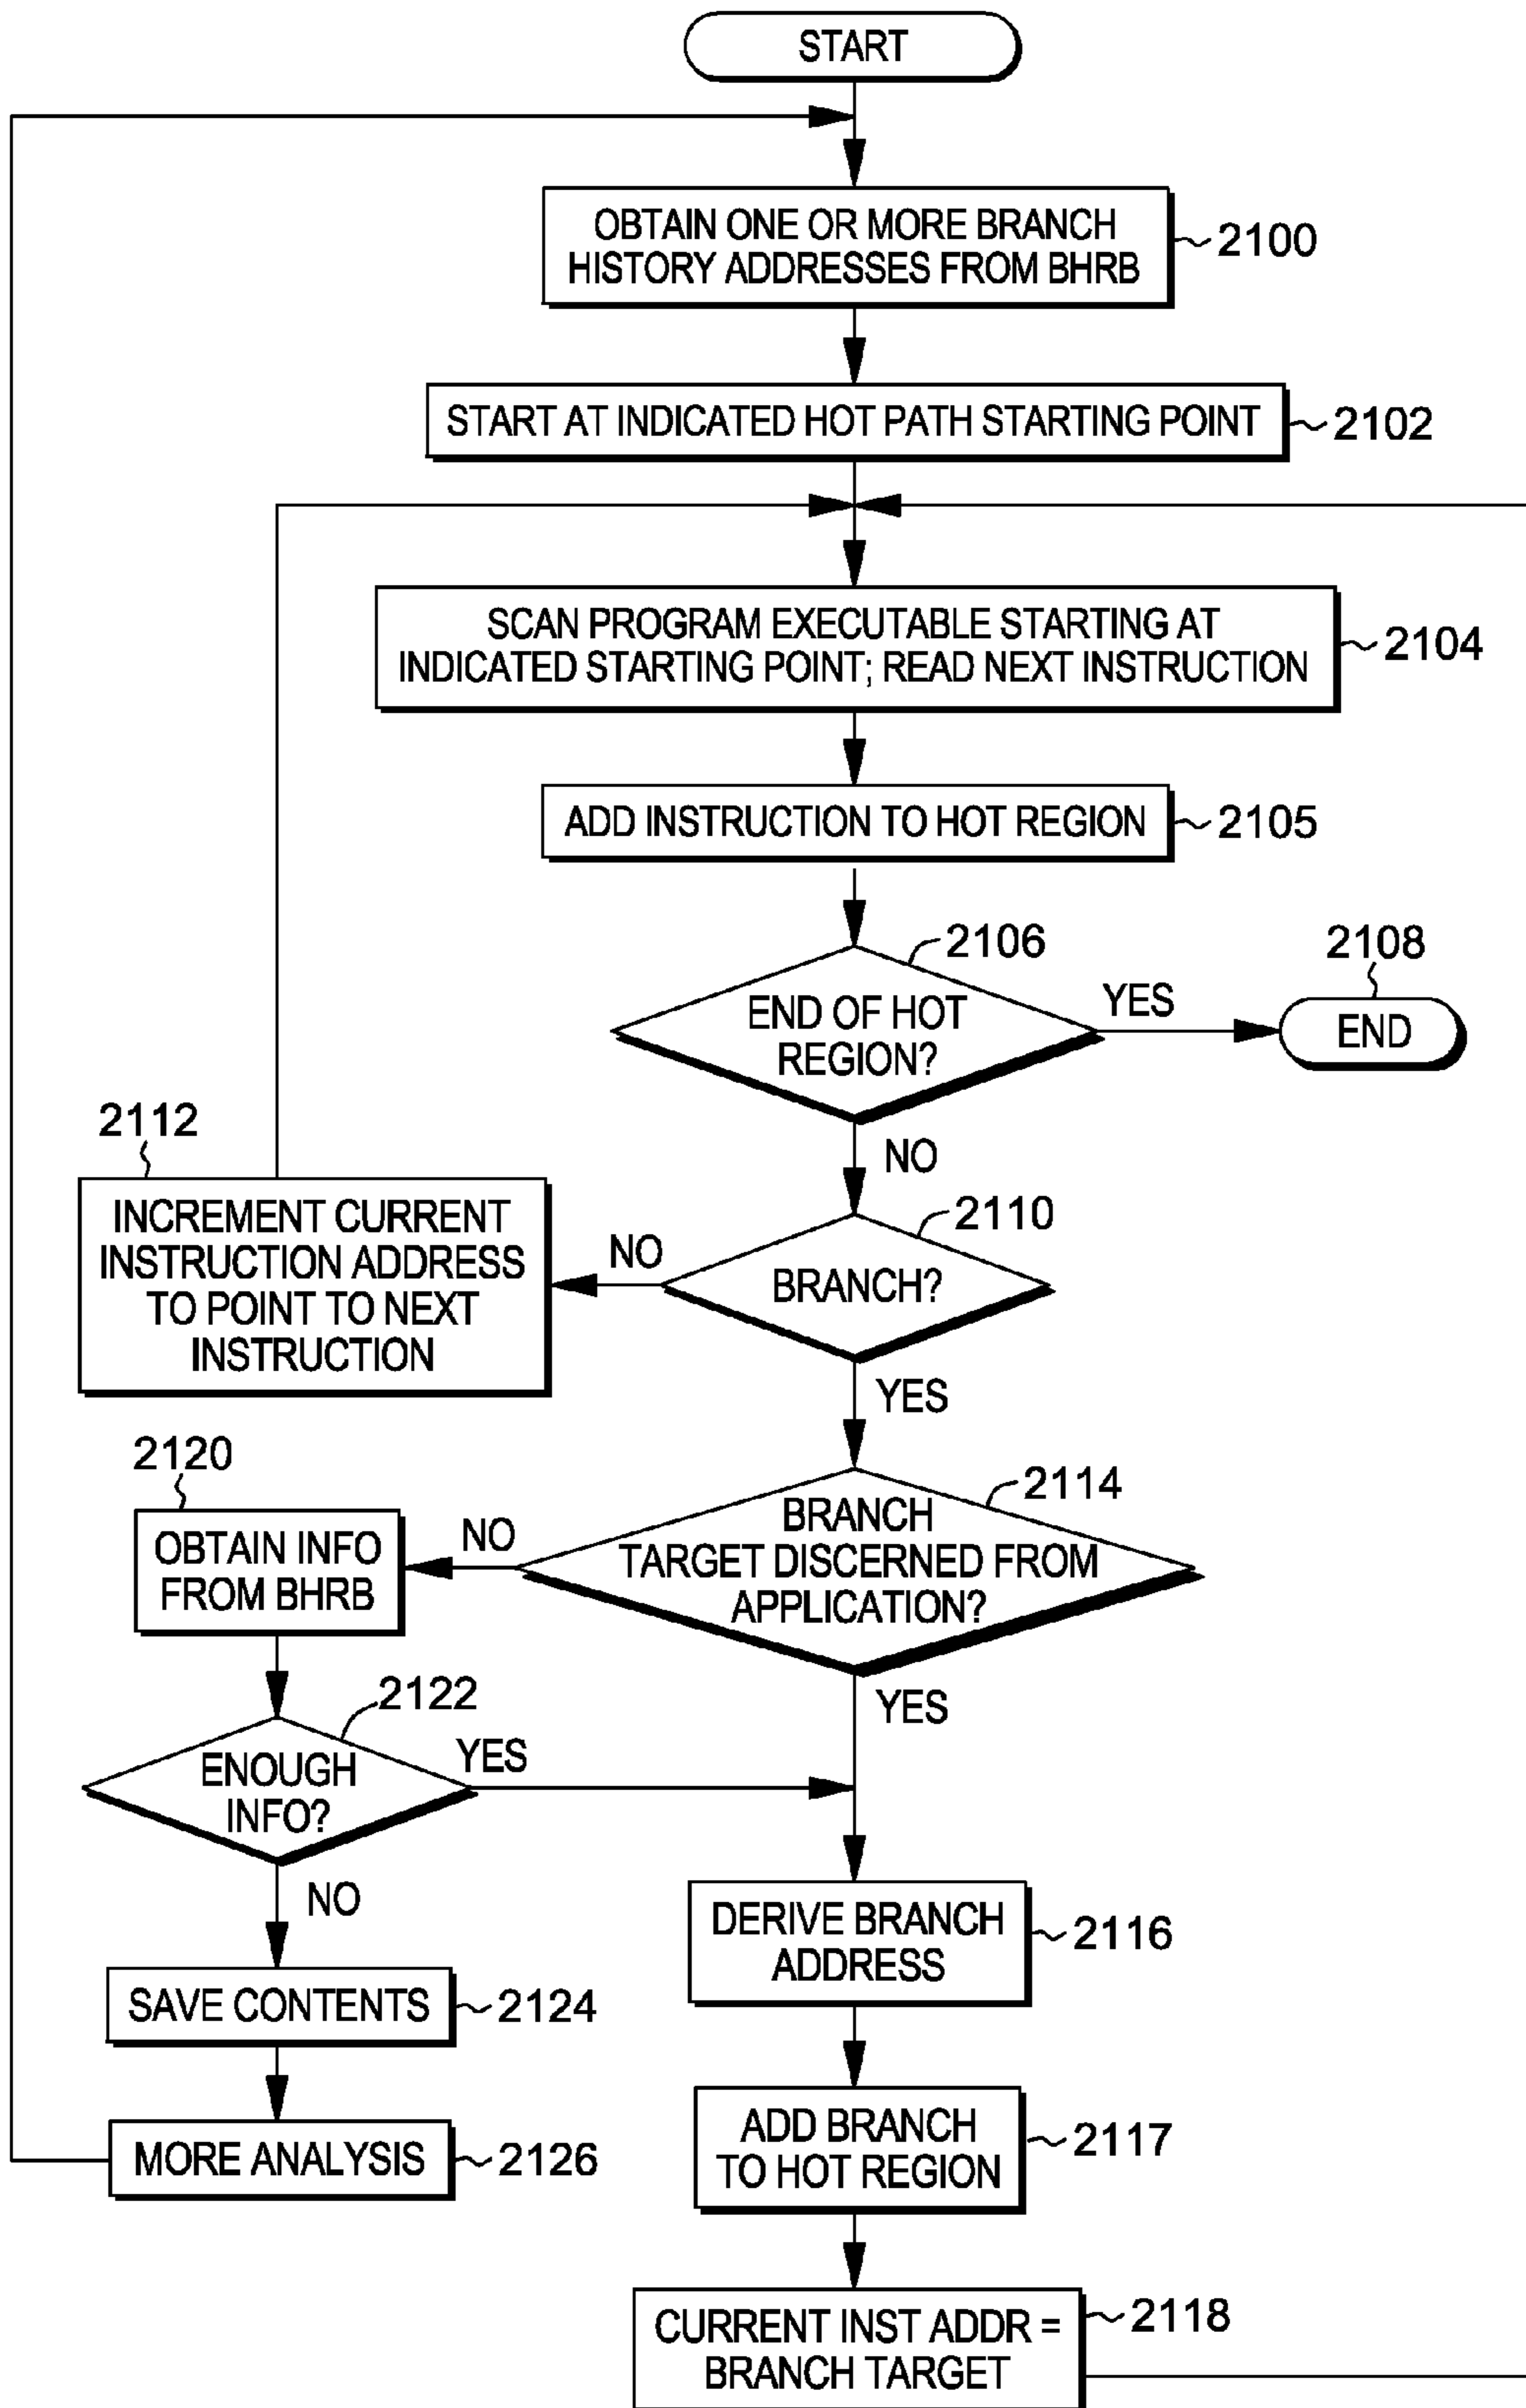 START
OBTAIN ONE OR MORE BRANCH
HISTORY ADDRESSES FROM BHRB
2100
START AT INDICATED HOT PATH STARTING POINT
2102
SCAN PROGRAM EXECUTABLE STARTING AT
INDICATED STARTING POINT; READ NEXT INSTRUCTION
2104
ADD INSTRUCTION TO HOT REGION
2105
2106
END OF HOT
REGION?
YES
2108
END
NO
2110
BRANCH?
NO
2112
INCREMENT CURRENT
INSTRUCTION ADDRESS
TO POINT TO NEXT
INSTRUCTION
YES
2114
BRANCH
TARGET DISCERNED FROM
APPLICATION?
NO
2120
OBTAIN INFO
FROM BHRB
YES
2122
ENOUGH
INFO?
YES
NO
DERIVE BRANCH
ADDRESS
2116
SAVE CONTENTS
2124
ADD BRANCH
TO HOT REGION
2117
MORE ANALYSIS
2126
CURRENT INST ADDR =
BRANCH TARGET
2118